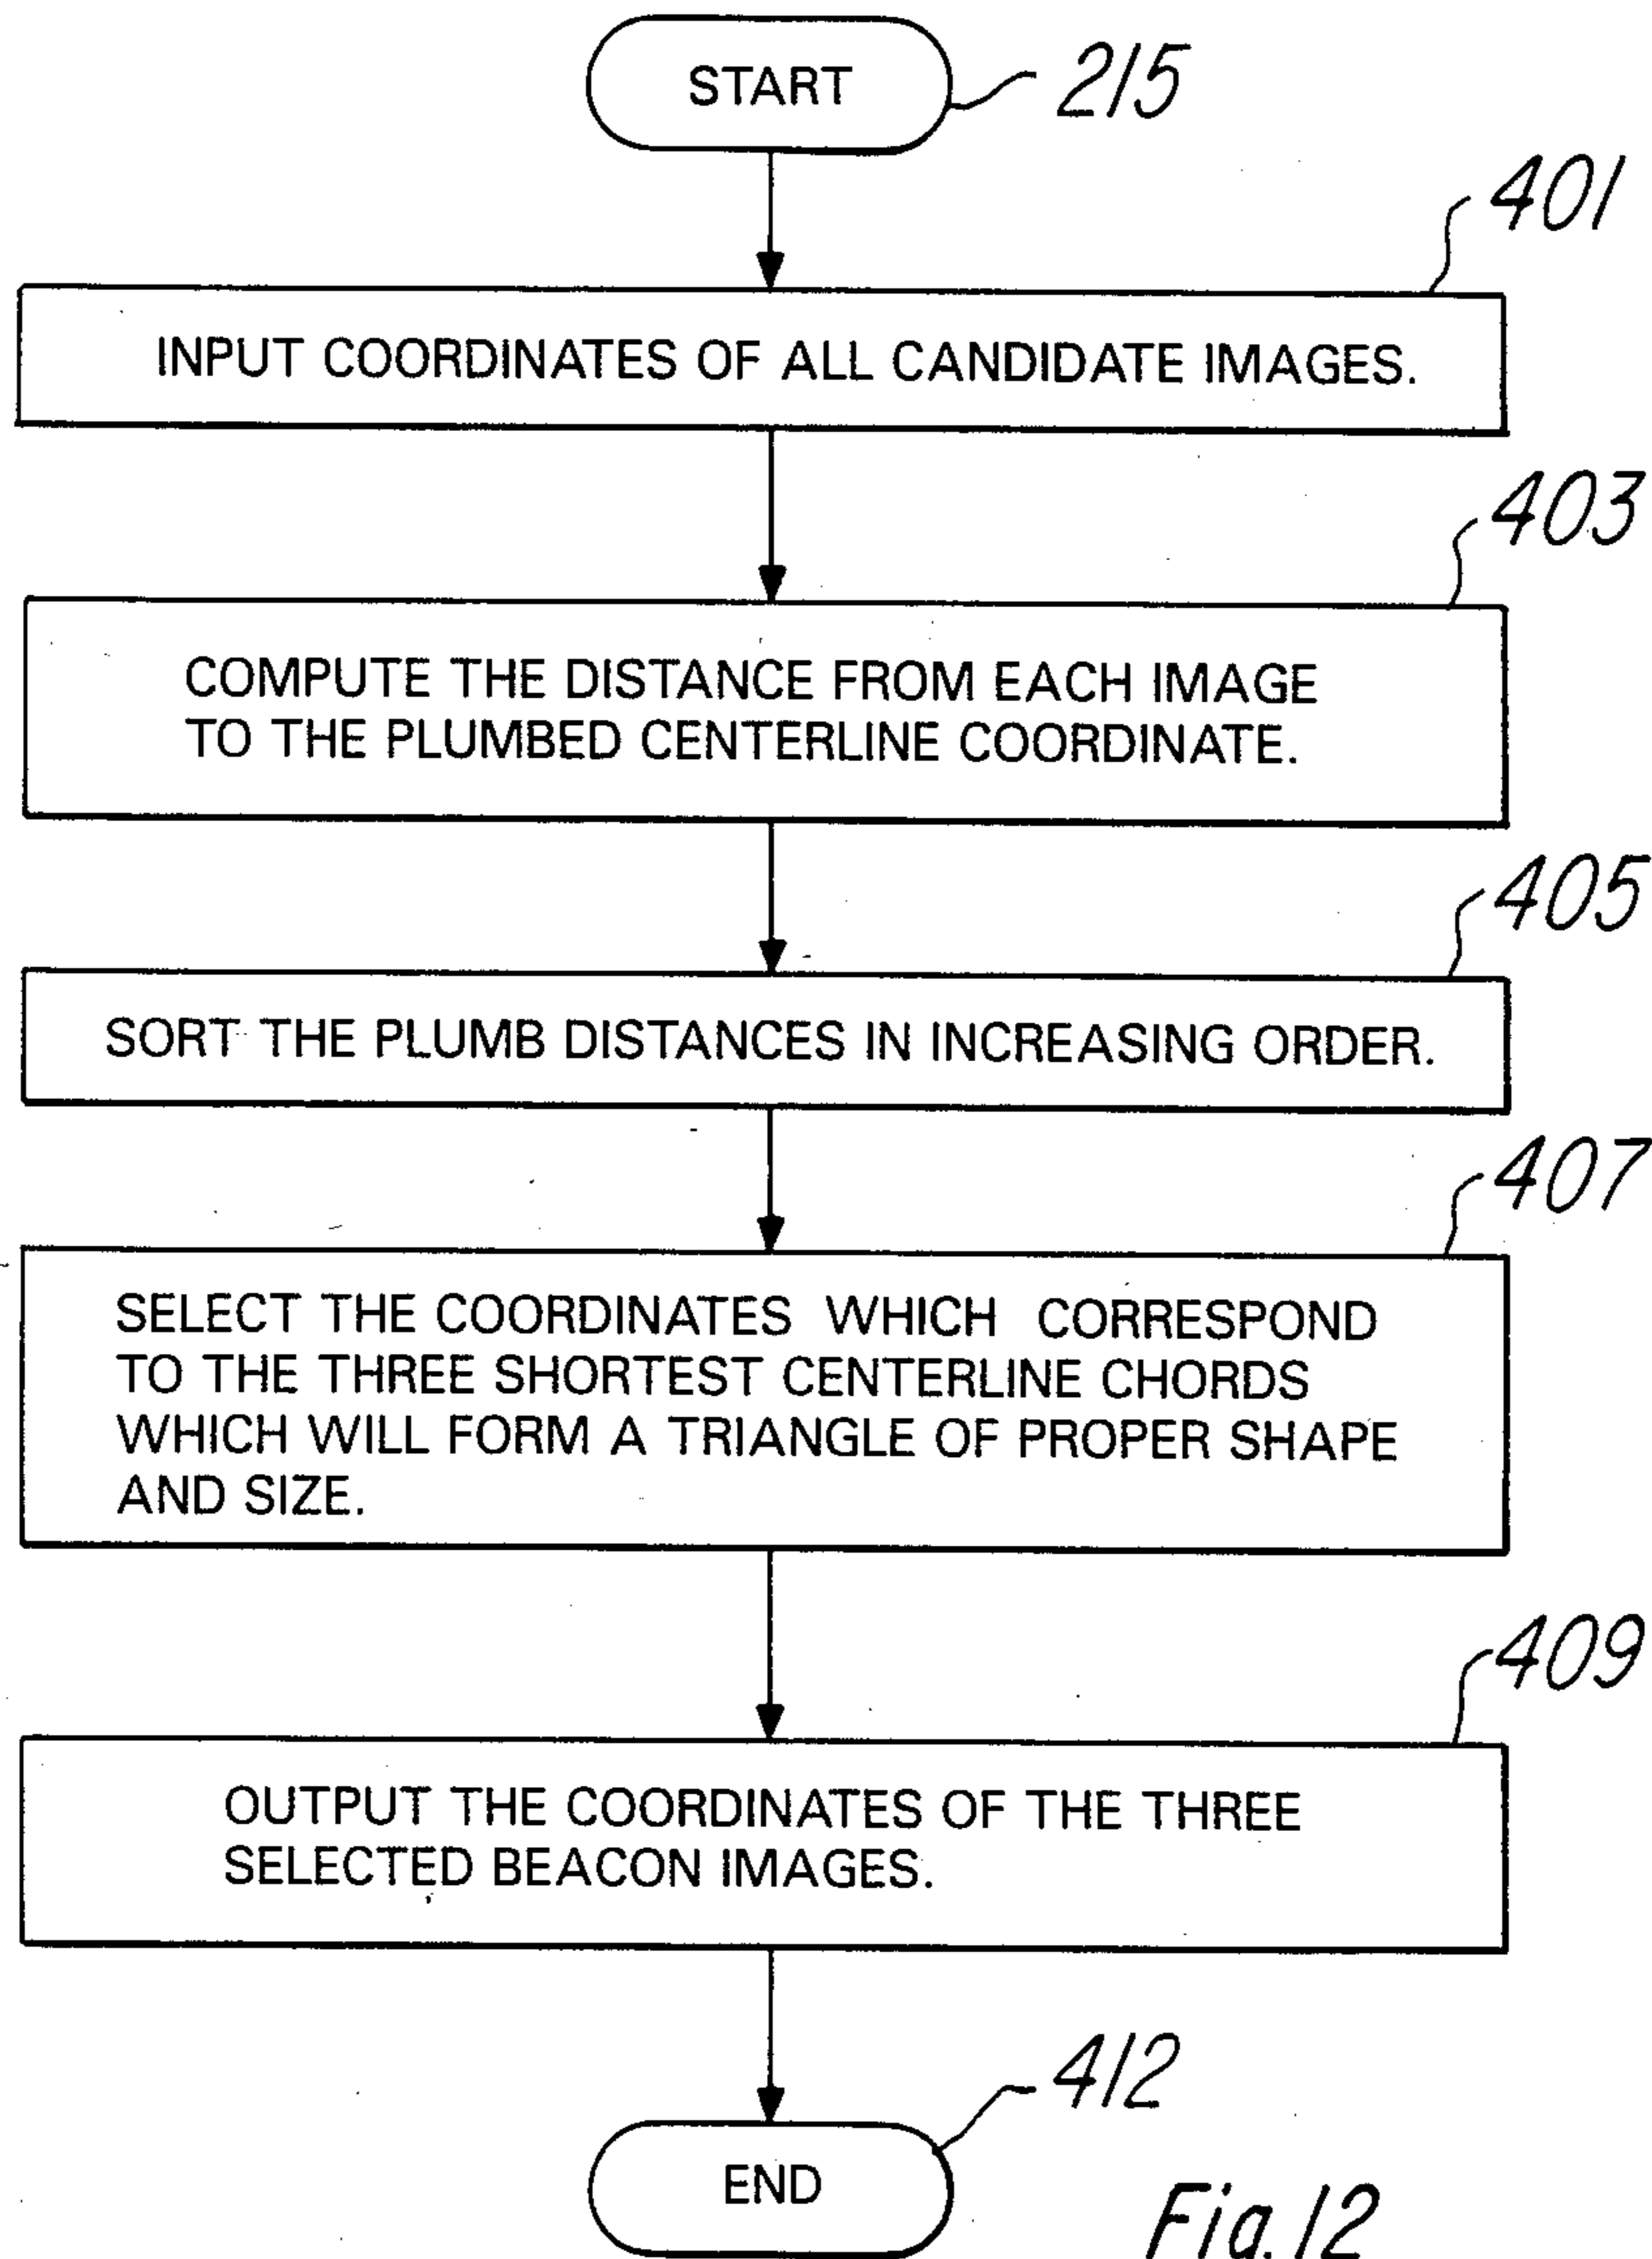 START
215
401
INPUT COORDINATES OF ALL CANDIDATE IMAGES.
403
COMPUTE THE DISTANCE FROM EACH IMAGE
TO THE PLUMBED CENTERLINE COORDINATE.
405
SORT THE PLUMB DISTANCES IN INCREASING ORDER.
407
SELECT THE COORDINATES WHICH CORRESPOND
TO THE THREE SHORTEST CENTERLINE CHORDS
WHICH WILL FORM A TRIANGLE OF PROPER SHAPE
AND SIZE.
409
OUTPUT THE COORDINATES OF THE THREE
SELECTED BEACON IMAGES.
412
END
Fig. 12